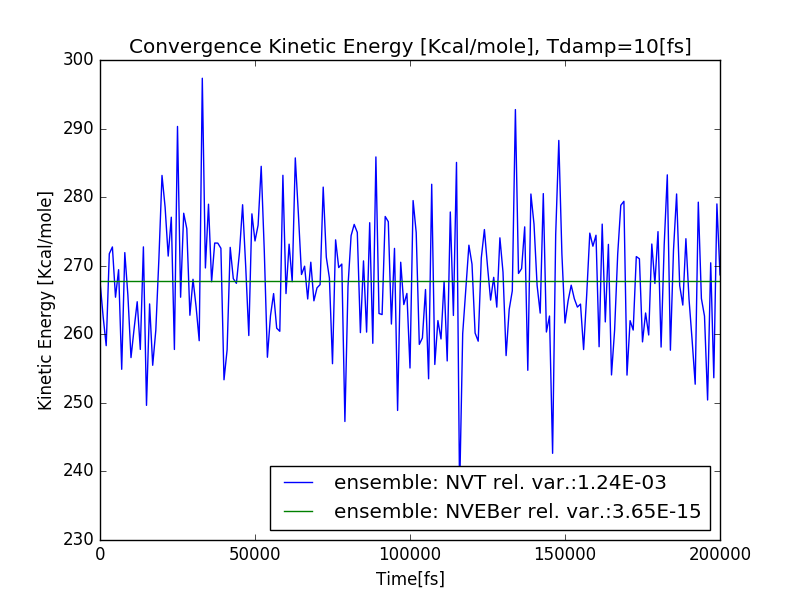 Convergence Kinetic Energy [Kcal/mole], Tdamp=10[fs]
300
290
280
270
260
250
240
230
Kinetic Energy [Kcal/mole]
ensemble: NVT rel. var.:1.24E-03
ensemble: NVEBer rel. var.:3.65E-15
0 50000 100000 150000 200000
Time[fs]